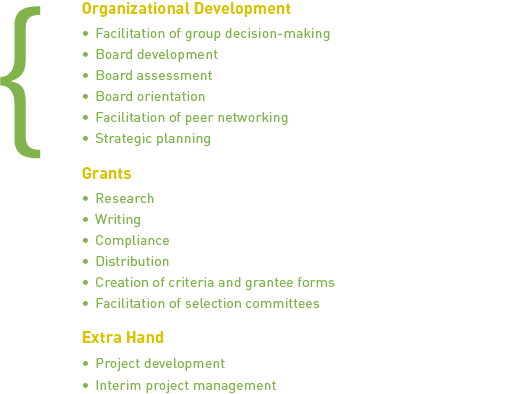 Organizational Development
• Facilitation of group decision-making
• Board development
• Board assessment
• Board orientation
• Facilitation of peer networking
• Strategic planning
Grants
• Research
• Writing
• Compliance
• Distribution
• Creation of criteria and grantee forms
• Facilitation of selection committees
Extra Hand
• Project development
• Interim project management